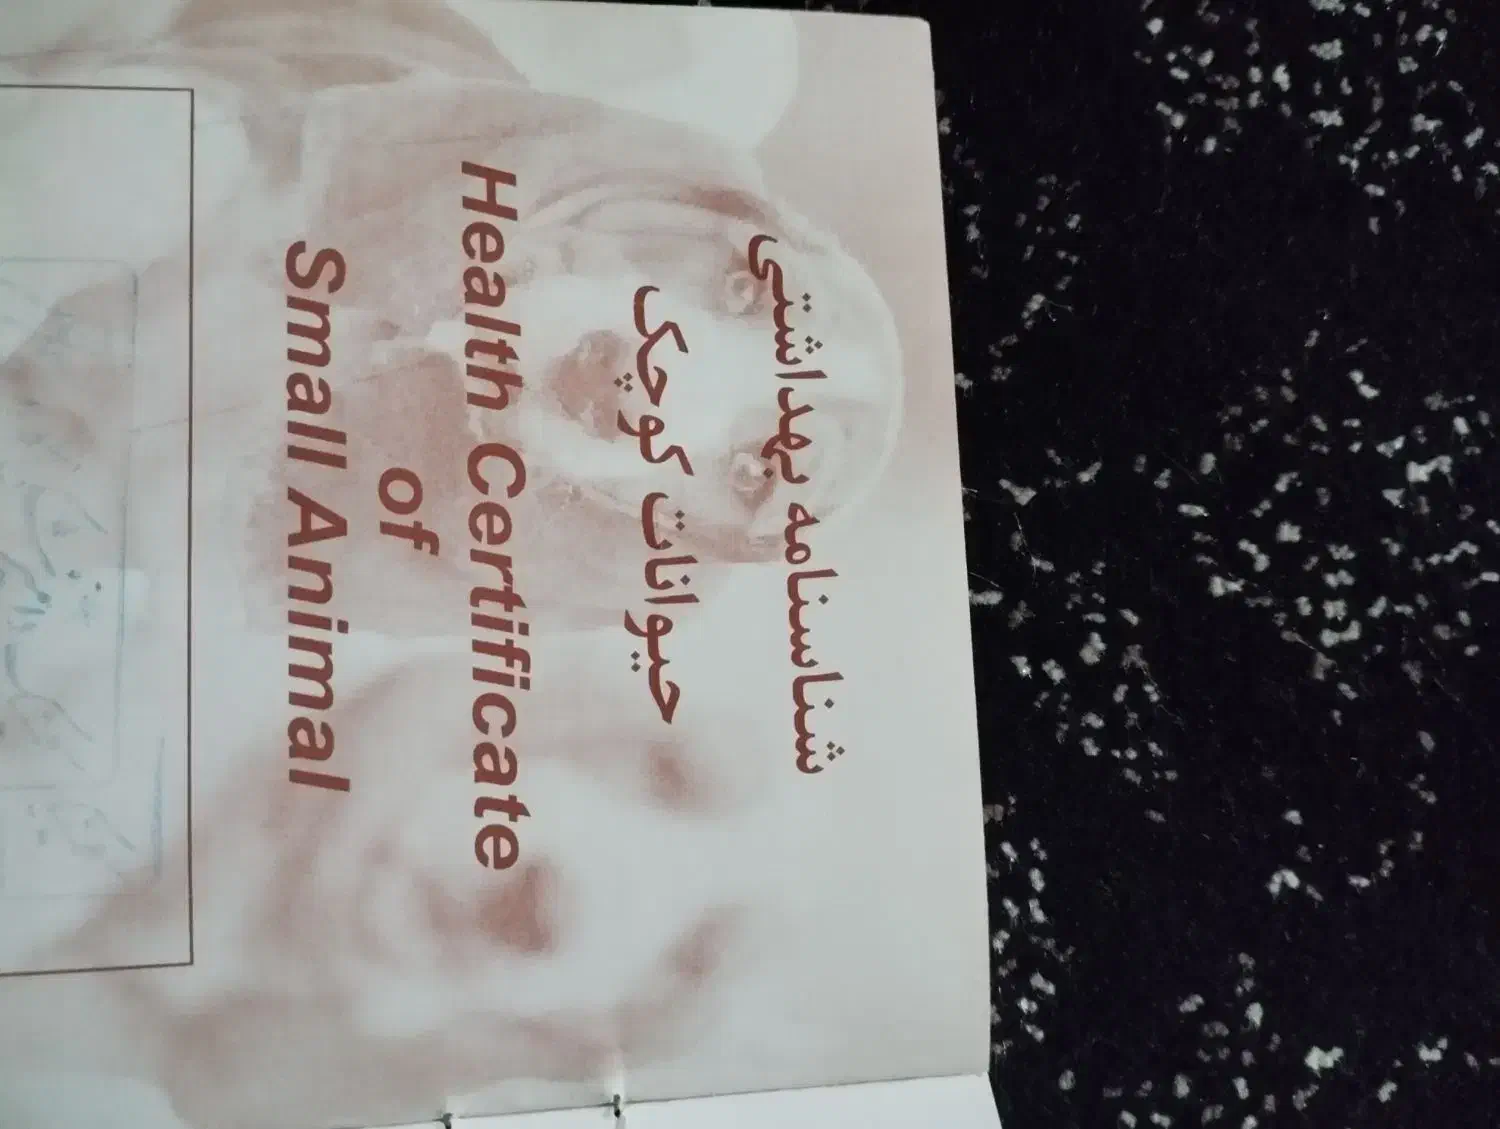 شناسنامه بهداشتی
حیوانات کوچک
Health Certificate
of
Small Animal